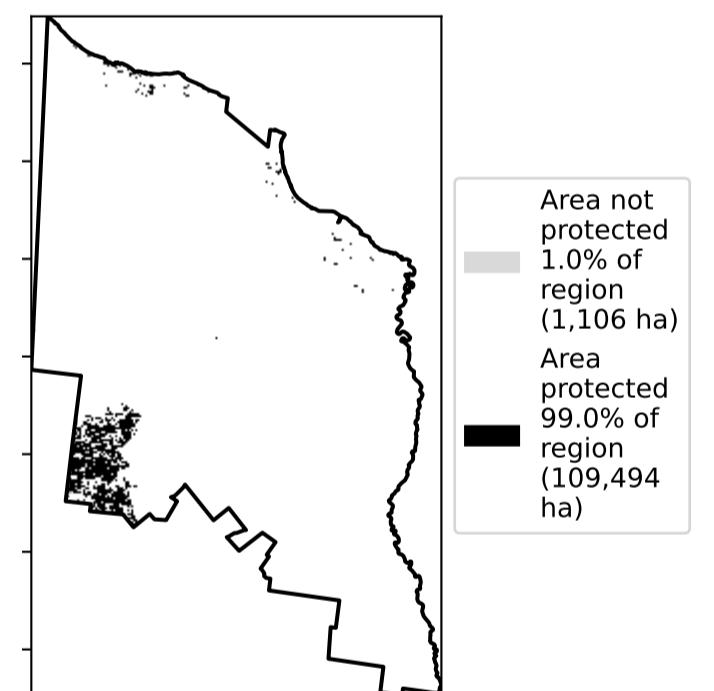 Area not
protected
1.0% of
region
(1,106 ha)
Area
protected
99.0% of
region
(109,494
ha)